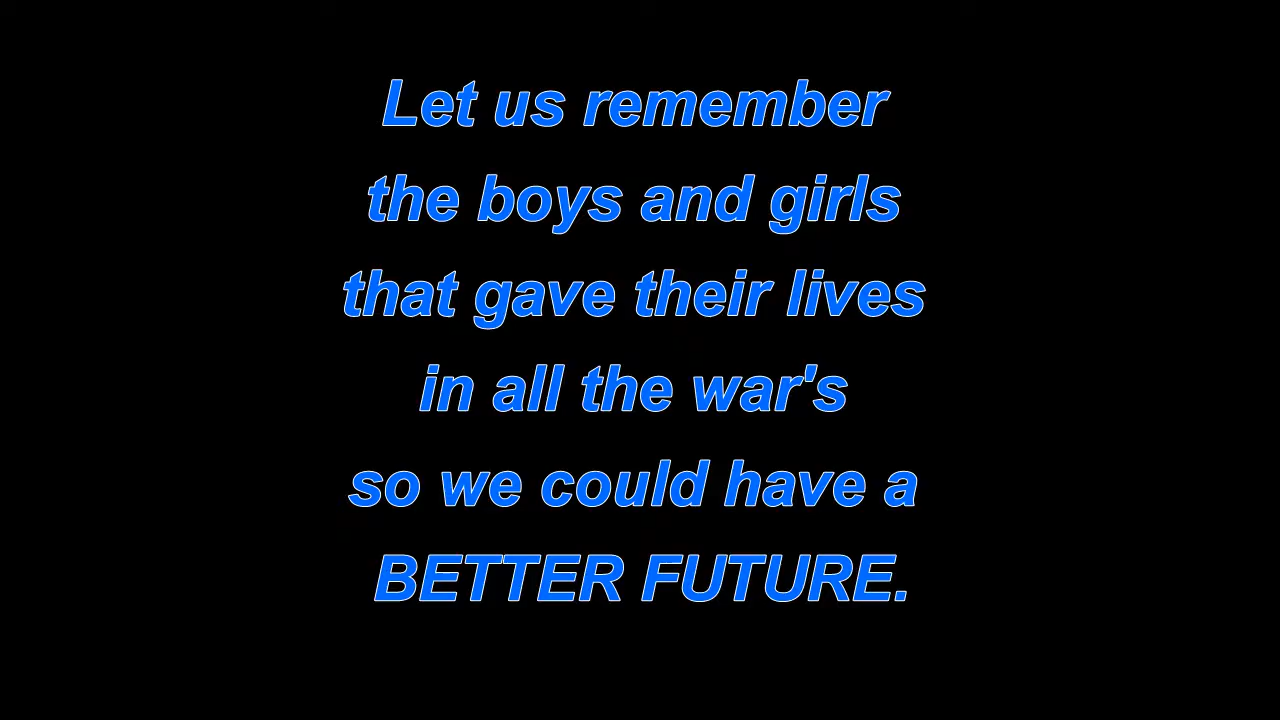 Let us remember
the boys and girls
that gave their lives
in all the war's
so we could have a
BETTER FUTURE.